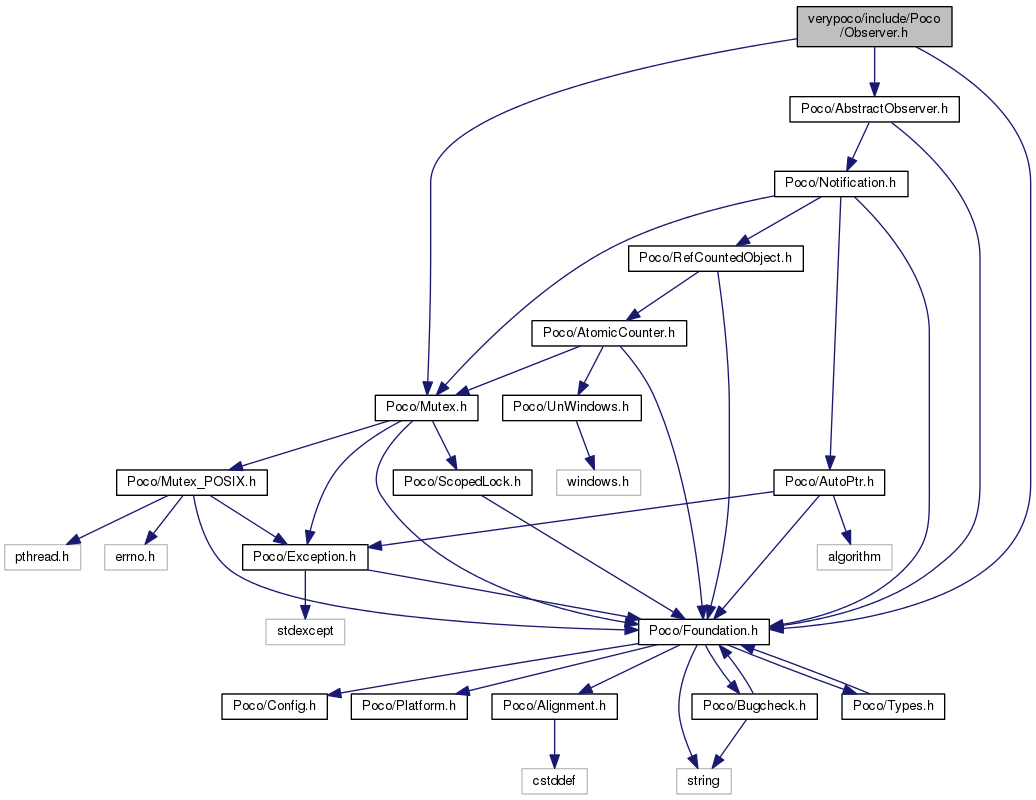 verypoco/include/Poco
/Observer.h
Poco/AbstractObserver.h
Poco/Notification.h
Poco/RefCountedObject.h
Poco/AtomicCounter.h
Poco/Mutex.h
Poco/UnWindows.h
Poco/Mutex_POSIX.h
Poco/ScopedLock.h
windows.h
Poco/AutoPtr.h
pthread.h
errno.h
Poco/Exception.h
algorithm
stdexcept
Poco/Foundation.h
Poco/Config.h
Poco/Platform.h
Poco/Alignment.h
Poco/Bugcheck.h
Poco/Types.h
cstddef
string